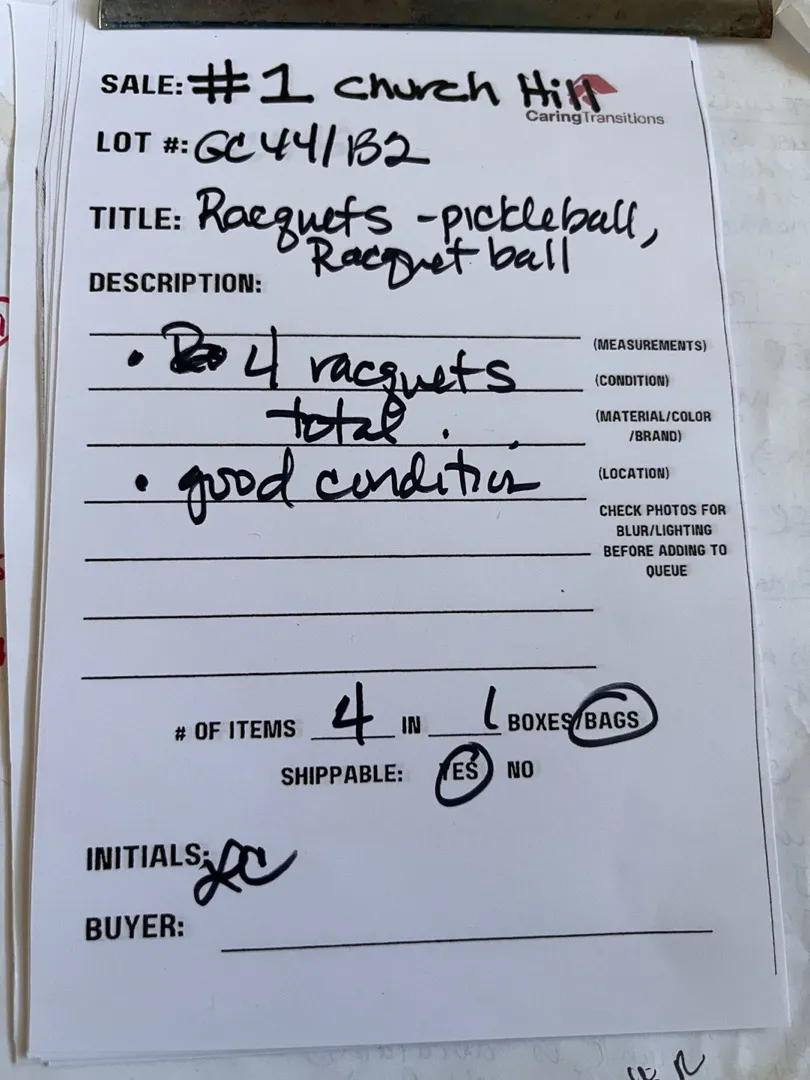 SALE: #1 Church Hill
CaringTransitions
LOT #: GC44/B2
TITLE: Racquets - pickleball,
Racquet ball
DESCRIPTION:
(MEASUREMENTS)
• 4 racquets
(CONDITION)
total.
(MATERIAL/COLOR
/BRAND)
• good condition
(LOCATION)
CHECK PHOTOS FOR
BLUR/LIGHTING
BEFORE ADDING TO
QUEUE
# OF ITEMS 4 IN 1 BOXES/BAGS
SHIPPABLE: YES NO
INITIALS: LC
BUYER: